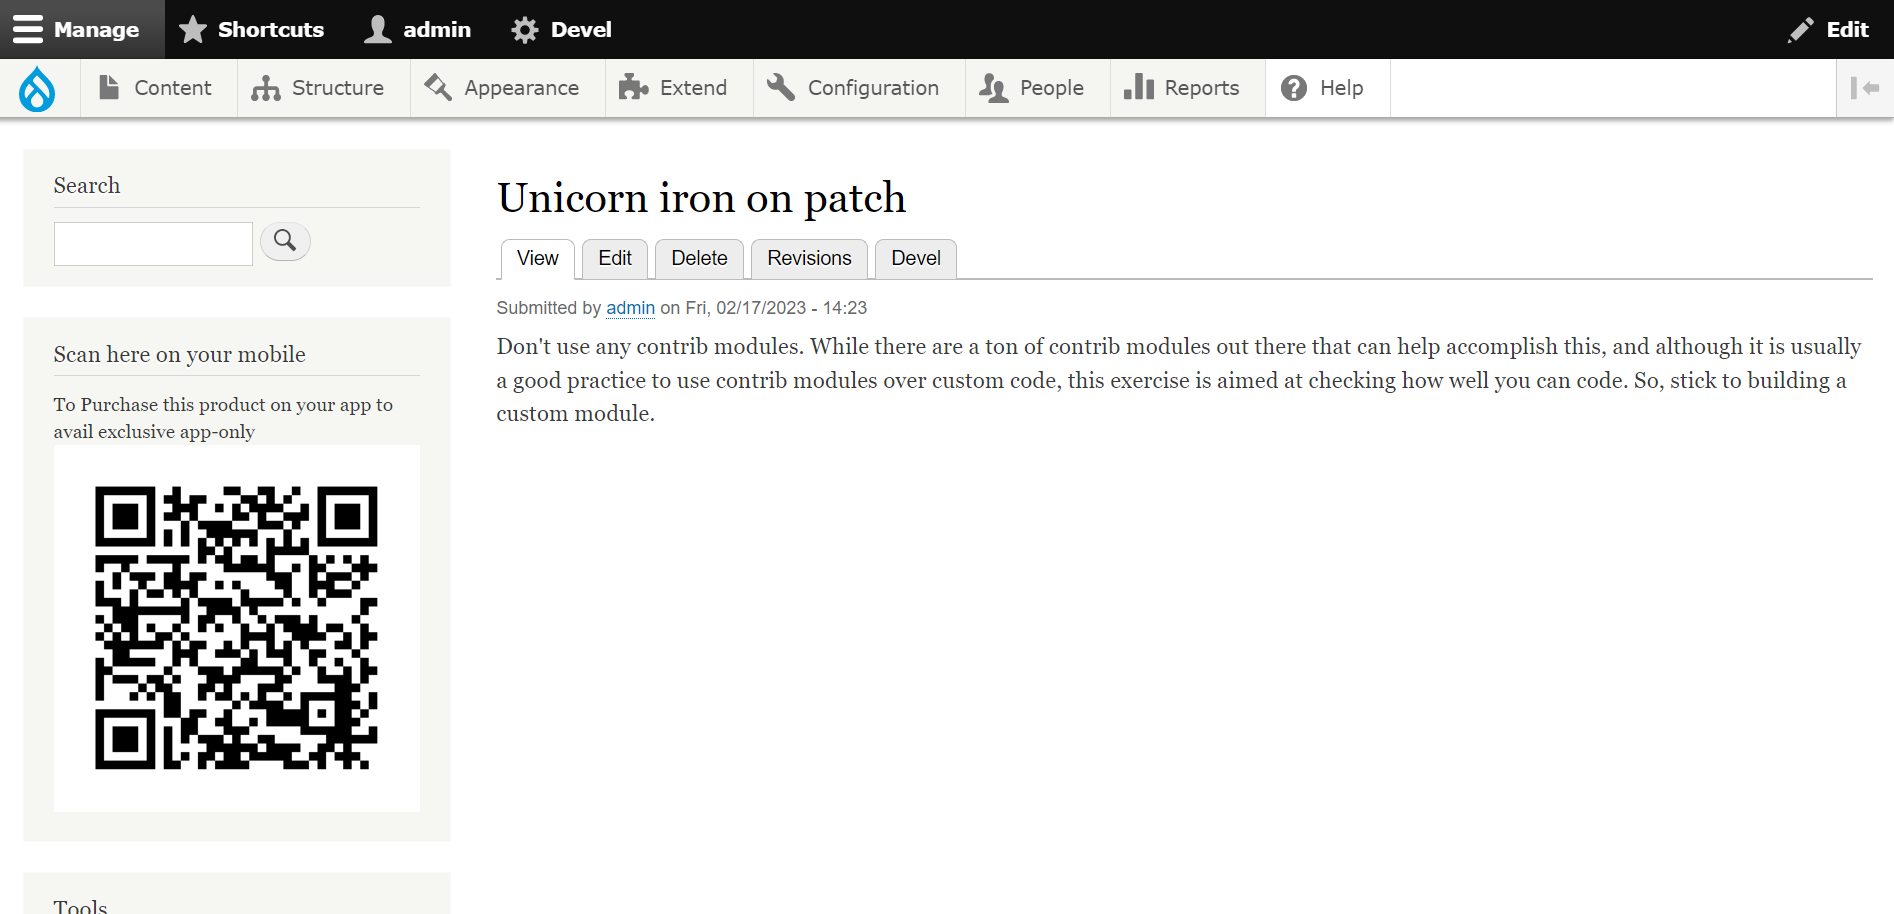 Manage Shortcuts admin Devel Edit
Content Structure Appearance Extend Configuration People Reports Help
Search
Scan here on your mobile
To Purchase this product on your app to
avail exclusive app-only
Tools
Unicorn iron on patch
View Edit Delete Revisions Devel
Submitted by admin on Fri, 02/17/2023 - 14:23
Don't use any contrib modules. While there are a ton of contrib modules out there that can help accomplish this, and although it is usually
a good practice to use contrib modules over custom code, this exercise is aimed at checking how well you can code. So, stick to building a
custom module.